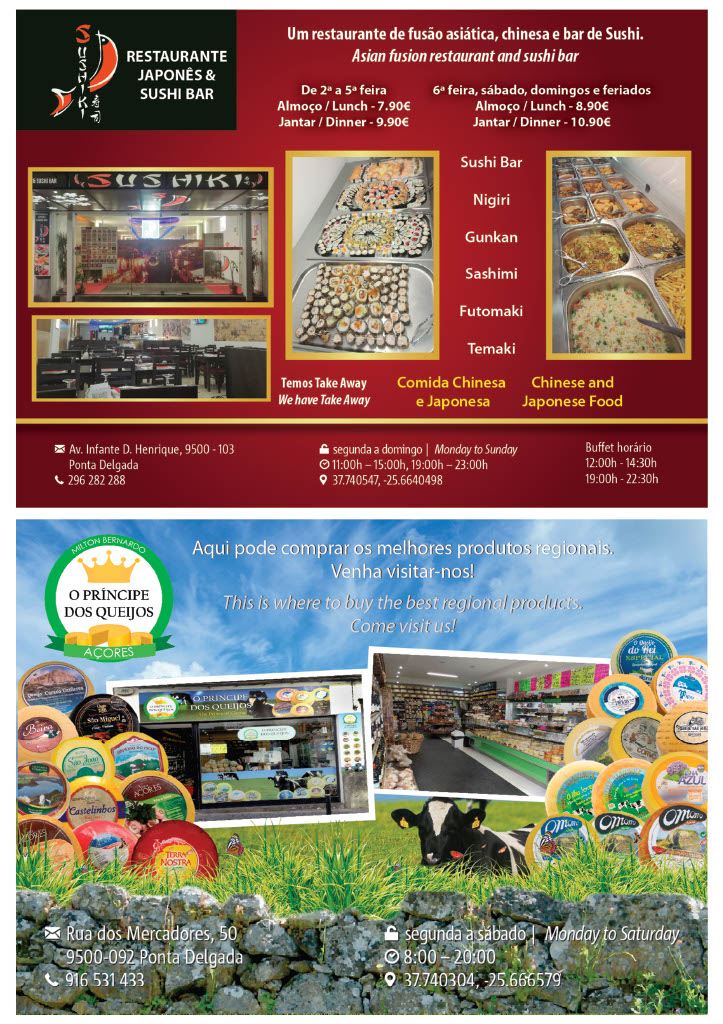 SUSHIKI
RESTAURANTE
JAPONÊS &
SUSHI BAR
Um restaurante de fusão asiática, chinesa e bar de Sushi.
Asian fusion restaurant and sushi bar
De 2ª a 5ª feira
Almoço / Lunch - 7.90€
Jantar / Dinner - 9.90€
6ª feira, sábado, domingos e feriados
Almoço / Lunch - 8.90€
Jantar / Dinner - 10.90€
SUSHIKI
Sushi Bar
Nigiri
Gunkan
Sashimi
Futomaki
Temaki
Temos Take Away
We have Take Away
Comida Chinesa
e Japonesa
Chinese and
Japanese Food
Av. Infante D. Henrique, 9500 - 103
Ponta Delgada
296 282 288
segunda a domingo | Monday to Sunday
11:00h – 15:00h, 19:00h – 23:00h
37.740547, -25.6640498
Buffet horário
12:00h - 14:30h
19:00h - 22:30h
MILTON BERNARDO
O PRÍNCIPE
DOS QUEIJOS
AÇORES
Aqui pode comprar os melhores produtos regionais.
Venha visitar-nos!
This is where to buy the best regional products.
Come visit us!
O PRÍNCIPE
DOS QUEIJOS
São Miguel
São João
AÇORES
Castelinhos
TERRA
NOSTRA
do Rei
ESPECIAL
AZUL
Rua dos Mercadores, 50
9500-092 Ponta Delgada
916 531 433
segunda a sábado | Monday to Saturday
8:00 – 20:00
37.740304, -25.666579